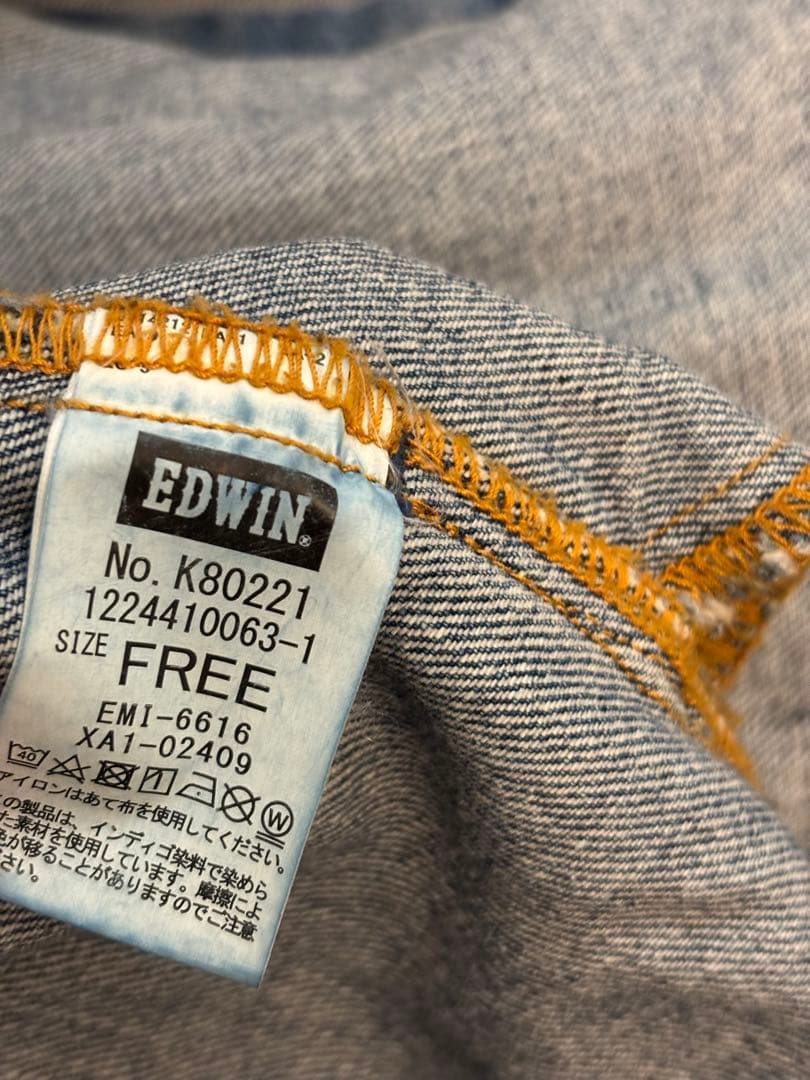 EDWIN®
No. K80221
1224410063-1
SIZE FREE
EMI-6616
XA1-02409
40 W
アイロンはあて布を使用してください。
の製品は、インディゴ染料で染めら
た素材を使用しています。摩擦によ
が移ることがありますのでご注意
さい。